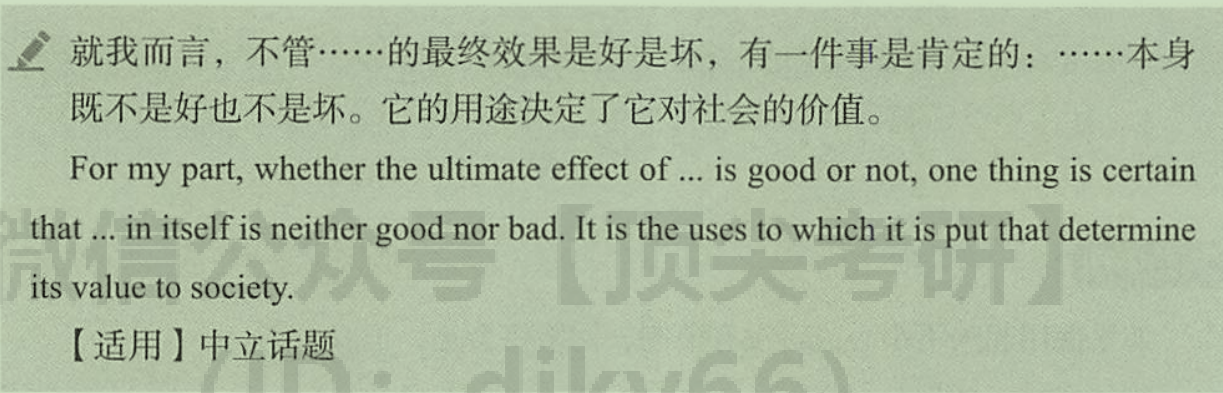 就我而言，不管……的最终效果是好是坏，有一件事是肯定的：……本身
既不是好也不是坏。它的用途决定了它对社会的价值。
For my part, whether the ultimate effect of ... is good or not, one thing is certain
that ... in itself is neither good nor bad. It is the uses to which it is put that determine
its value to society.
微信公众号【顶尖考研】
【适用】中立话题
(ID: djky66)